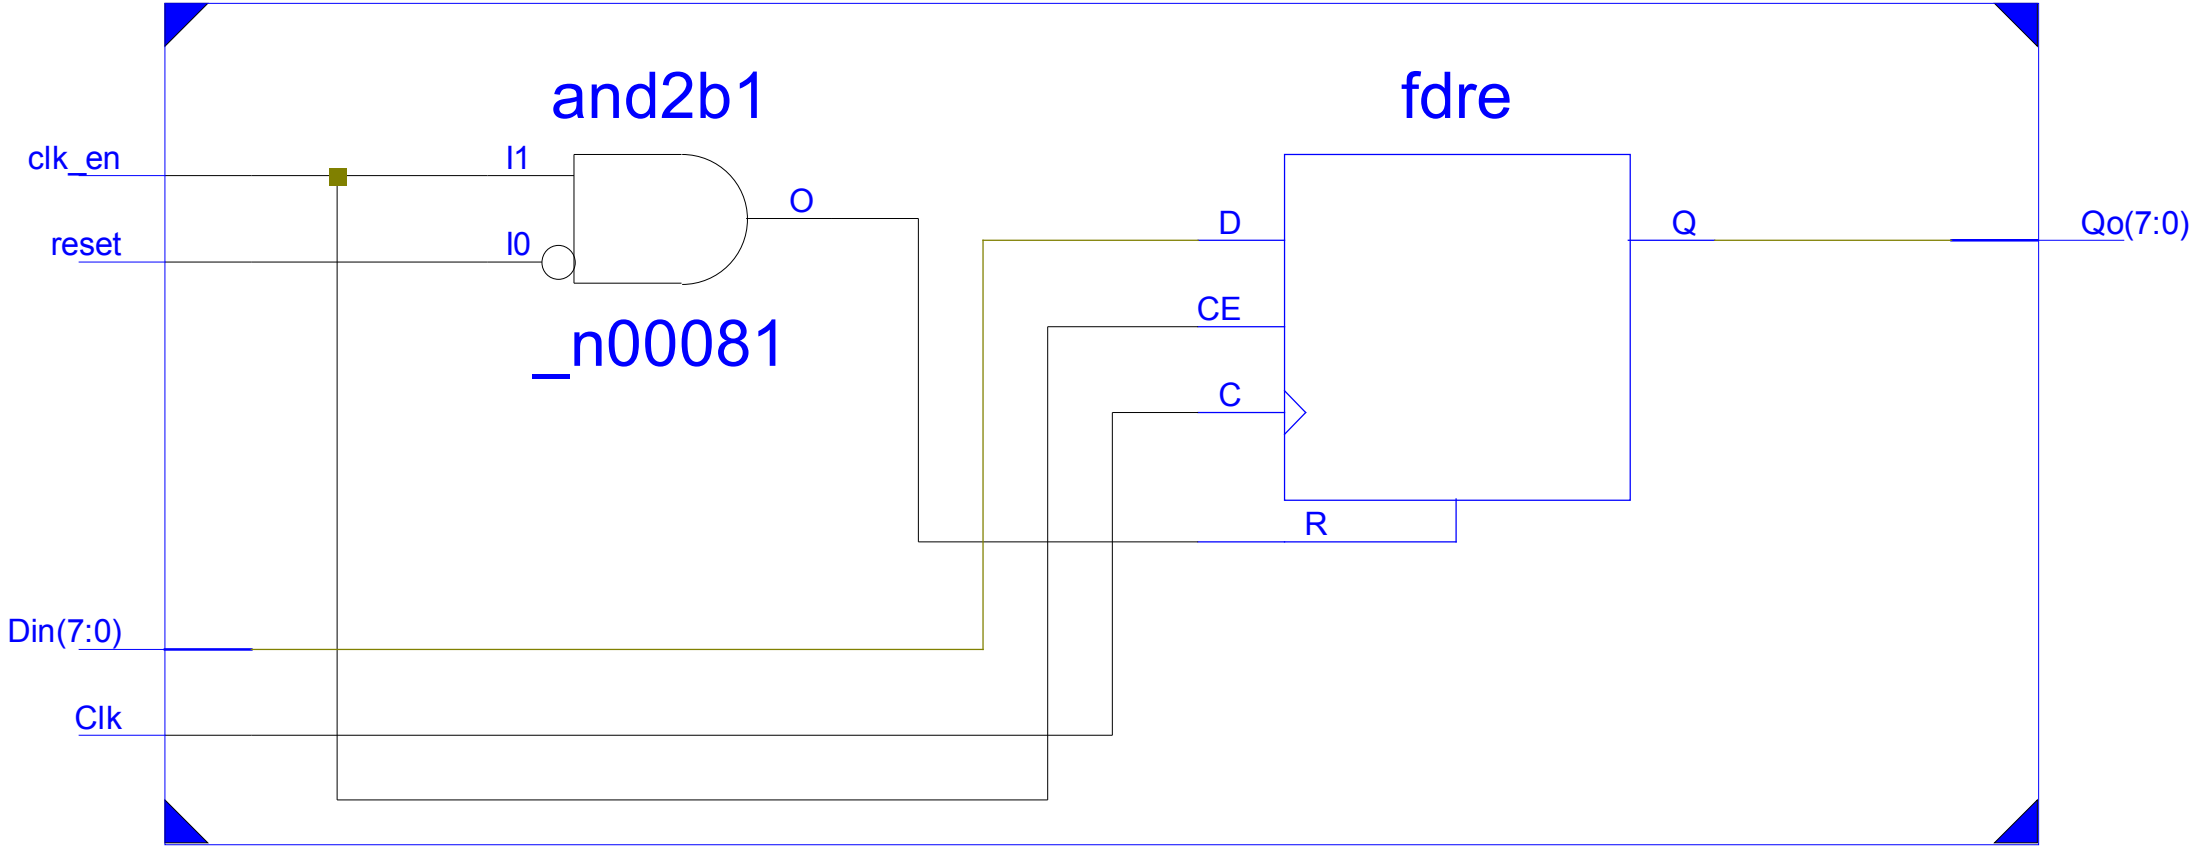 and2b1
fdre
clk_en
I1
O
reset
I0
D
Q
Qo(7:0)
CE
_n00081
C
R
Din(7:0)
Clk